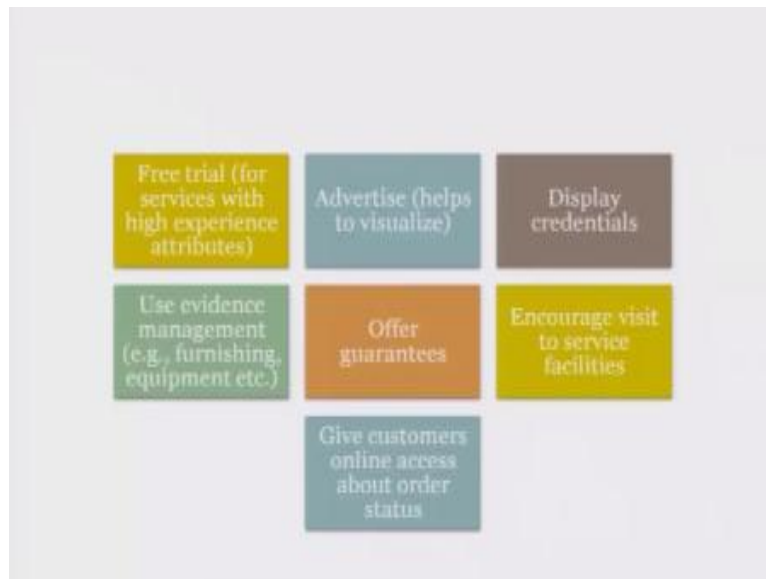 Free trial (for
services with
high experience
attributes)
Advertise (helps
to visualize)
Display
credentials
Use evidence
management
(e.g., furnishing,
equipment etc.)
Offer
guarantees
Encourage visit
to service
facilities
Give customers
online access
about order
status